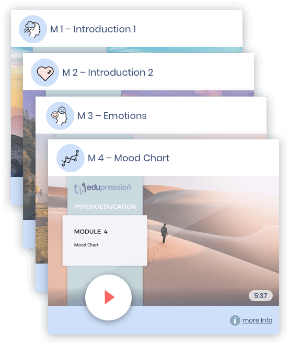 M 1 – Introduction 1
M 2 – Introduction 2
M 3 – Emotions
M 4 – Mood Chart
edupression
PSYCHOEDUCATION
MODULE 4
Mood Chart
5:37
more Info